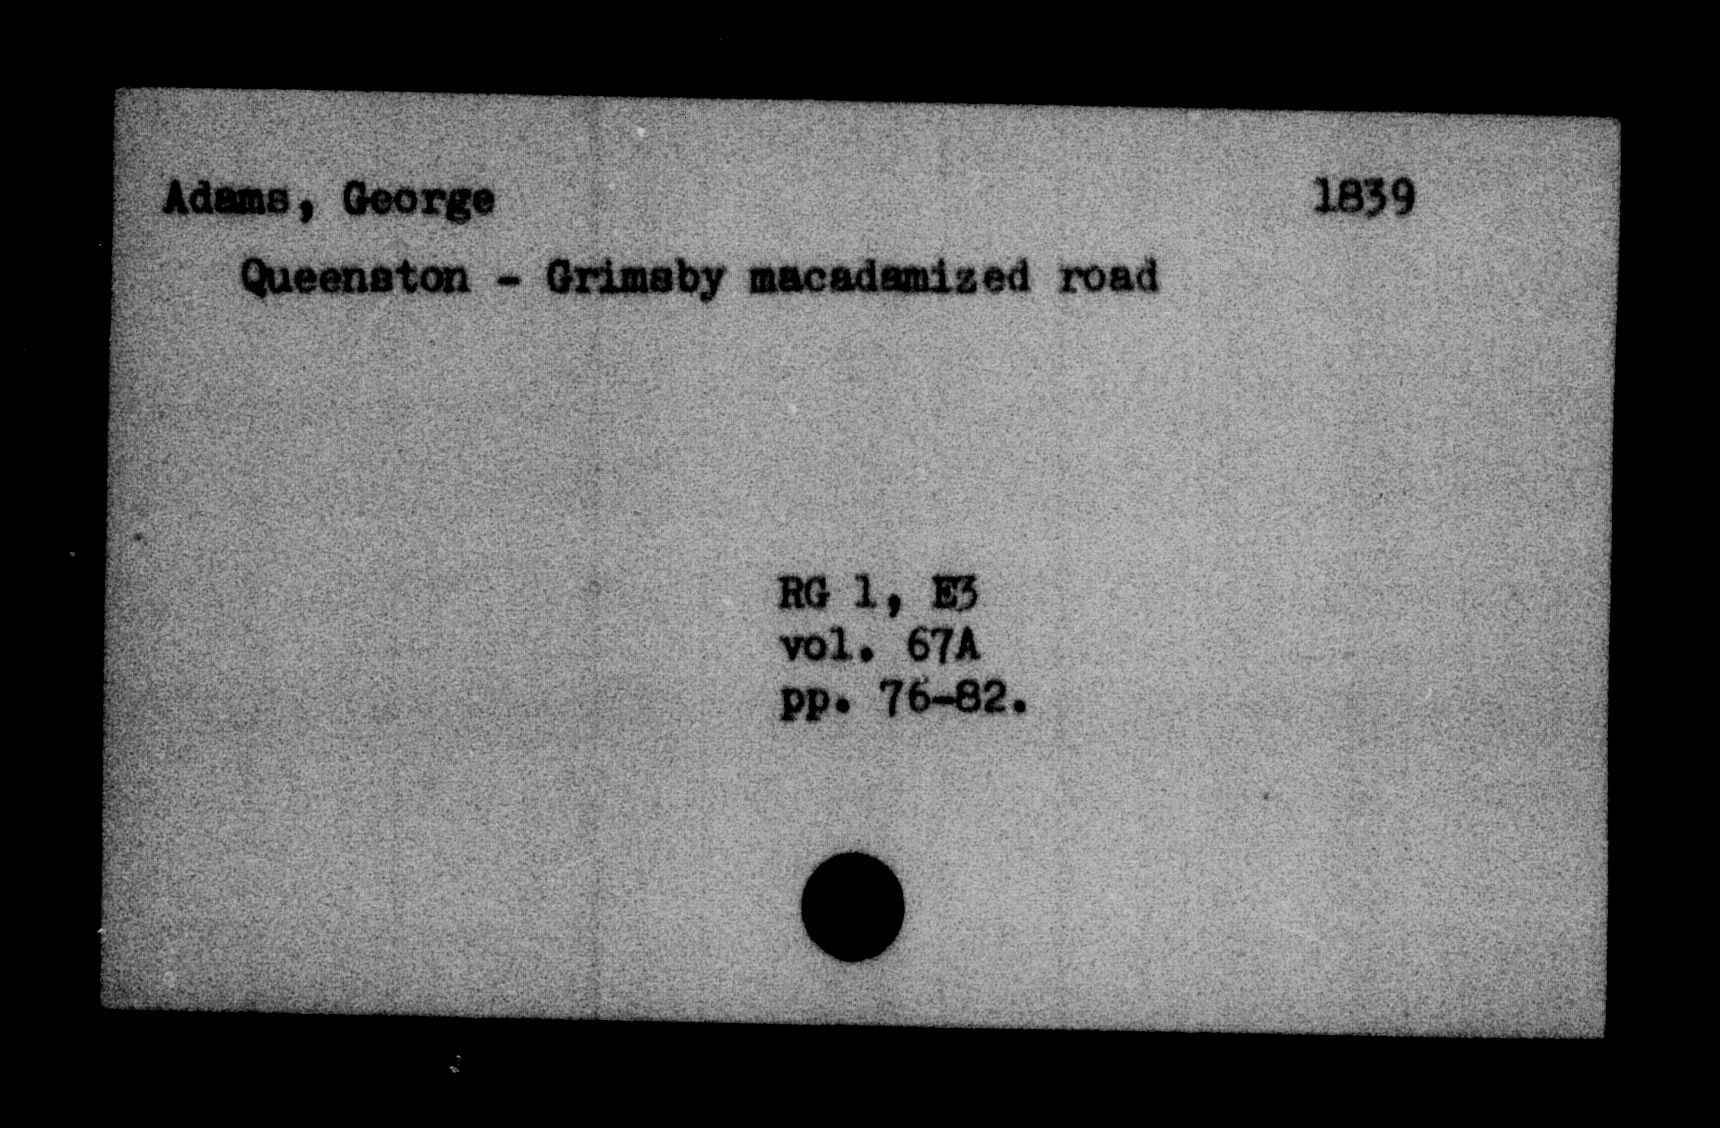 Adams, George 1839
Queenston - Grimsby macadamized road
RG 1, E3
vol. 67A
pp. 76-82.